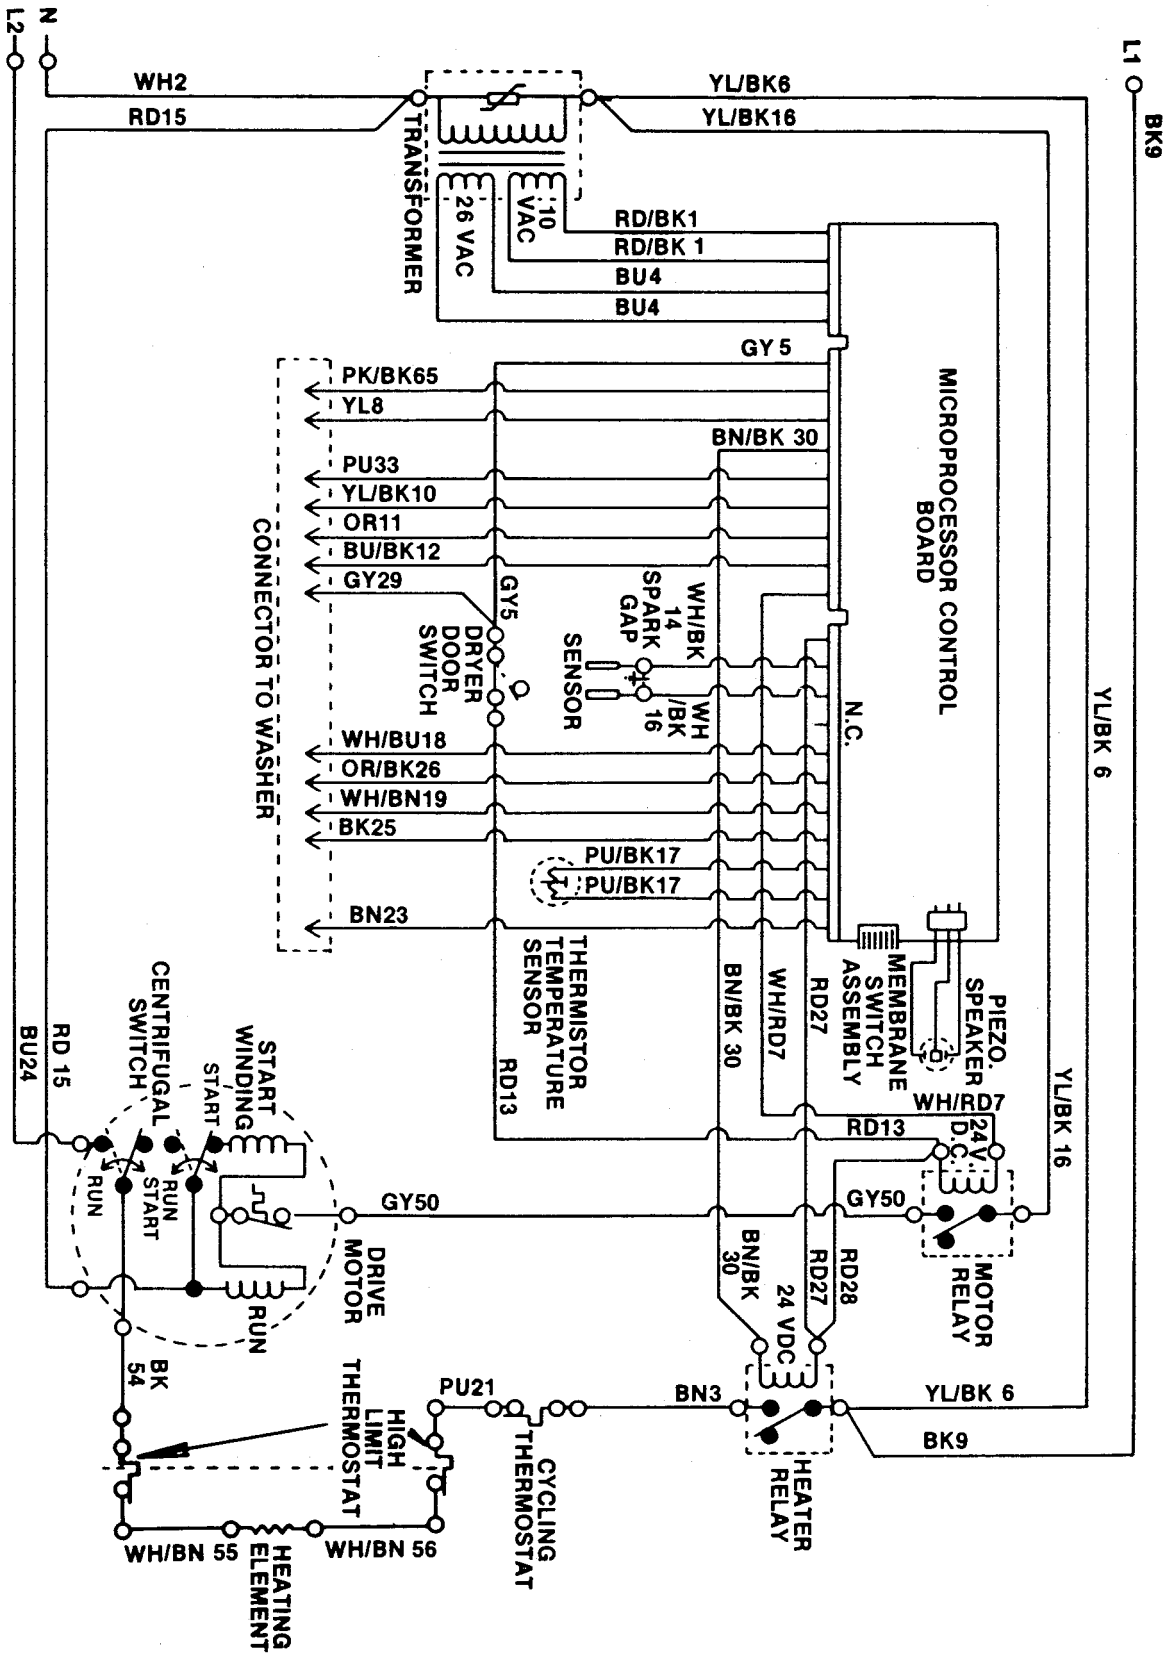 L2
N
L1
BK9
WH2
RD15
YL/BK6
YL/BK16
TRANSFORMER
26 VAC
10
VAC
RD/BK1
RD/BK 1
BU4
BU4
GY 5
PK/BK65
YL8
BN/BK 30
PU33
YL/BK10
OR11
BU/BK12
GY29
CONNECTOR TO WASHER
MICROPROCESSOR CONTROL
BOARD
GY5
DRYER
DOOR
SWITCH
WH/BK
14
SPARK
GAP
SENSOR
WH
/BK
16
N.C.
YL/BK 6
WH/BU18
OR/BK26
WH/BN19
BK25
PU/BK17
PU/BK17
BN23
THERMISTOR
TEMPERATURE
SENSOR
BN/BK 30
WH/RD7
RD27
MEMBRANE
SWITCH
ASSEMBLY
PIEZO.
SPEAKER
BU24
RD 15
CENTRIFUGAL
SWITCH
START
WINDING
START
RUN
START
RUN
RD13
WH/RD7
RD13
24 V.
D.C.
YL/BK 16
GY50
GY50
DRIVE
MOTOR
RUN
BN/BK
30
RD27
RD28
MOTOR
RELAY
24 VDC
BK
54
HIGH
LIMIT
THERMOSTAT
PU21
BN3
YL/BK 6
BK9
CYCLING
THERMOSTAT
HEATER
RELAY
WH/BN 55
WH/BN 56
HEATING
ELEMENT